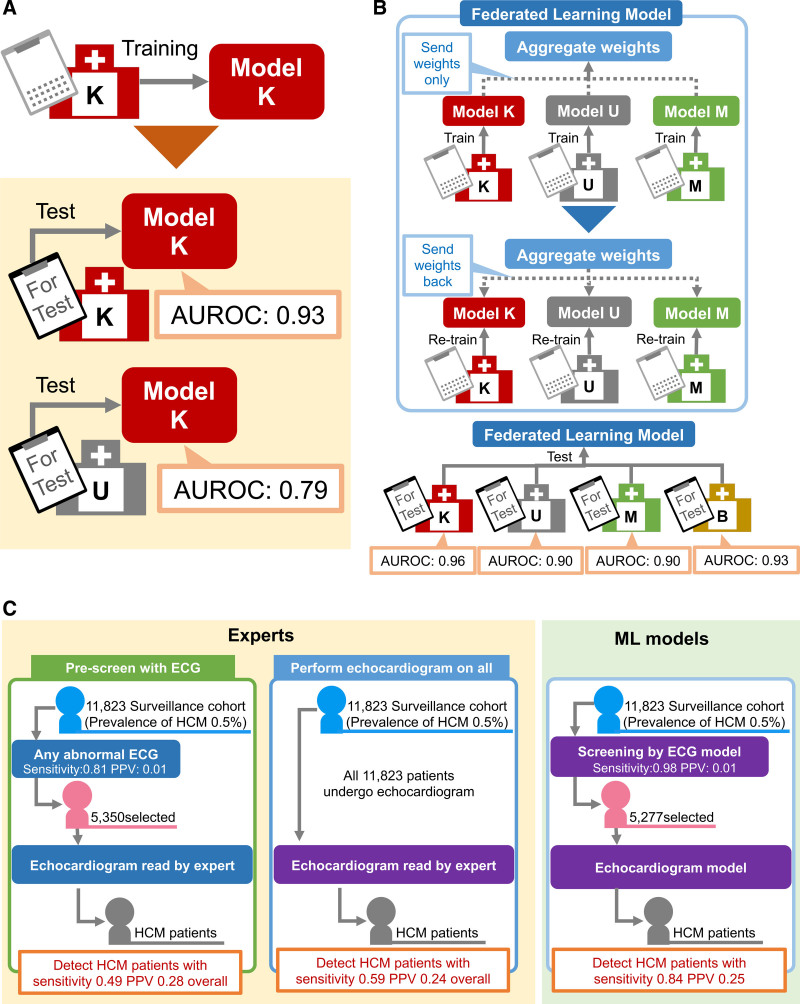 A
Training
K
Model
K
Test
Model
K
For
Test
K
AUROC: 0.93
Test
Model
K
For
Test
U
AUROC: 0.79
B
Federated Learning Model
Send
weights
only
Aggregate weights
Model K
Model U
Model M
Train
Train
Train
K
U
M
Send
weights
back
Aggregate weights
Model K
Model U
Model M
Re-train
Re-train
Re-train
K
U
M
Federated Learning Model
Test
For
Test
K
For
Test
U
For
Test
M
For
Test
B
AUROC: 0.96
AUROC: 0.90
AUROC: 0.90
AUROC: 0.93
C
Experts
Pre-screen with ECG
11,823 Surveillance cohort
(Prevalence of HCM 0.5%)
Any abnormal ECG
Sensitivity:0.81 PPV: 0.01
5,350selected
Echocardiogram read by expert
HCM patients
Detect HCM patients with
sensitivity 0.49 PPV 0.28 overall
Perform echocardiogram on all
11,823 Surveillance cohort
(Prevalence of HCM 0.5%)
All 11,823 patients
undergo echocardiogram
Echocardiogram read by expert
HCM patients
Detect HCM patients with
sensitivity 0.59 PPV 0.24 overall
ML models
11,823 Surveillance cohort
(Prevalence of HCM 0.5%)
Screening by ECG model
Sensitivity:0.98 PPV: 0.01
5,277selected
Echocardiogram model
HCM patients
Detect HCM patients with
sensitivity 0.84 PPV 0.25